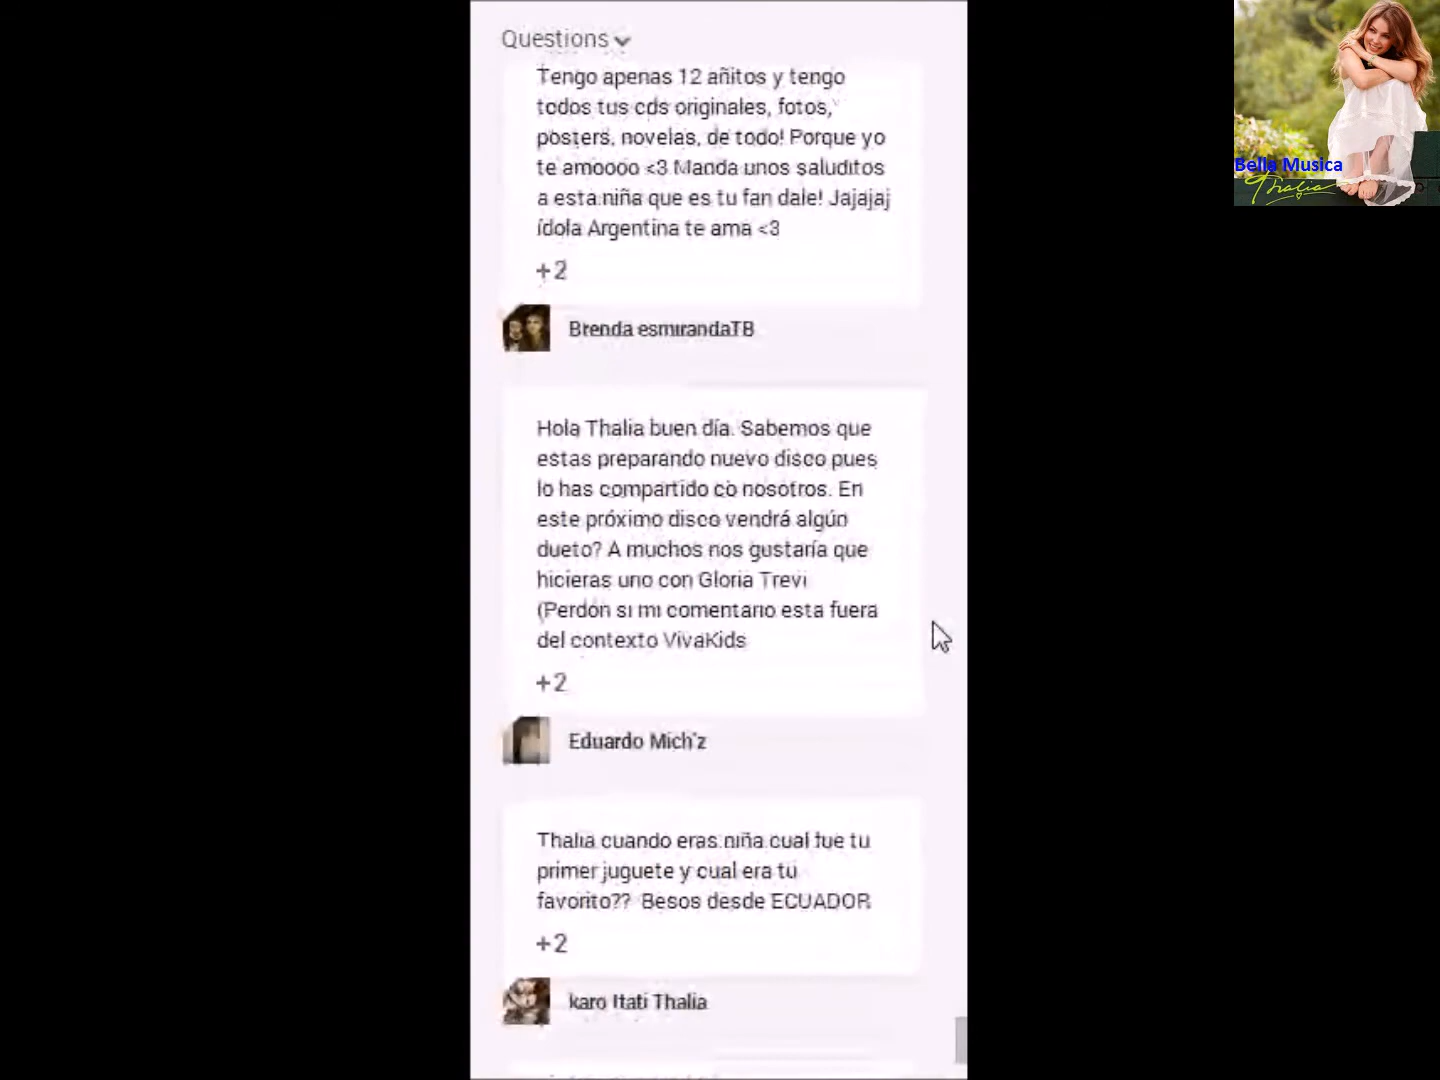 Questions
Tengo apenas 12 añitos y tengo
todos tus cds originales, fotos,
posters, novelas, de todo! Porque yo
te amoooo <3 Manda unos saluditos
a esta niña que es tu fan dale! Jajajaj
ídola Argentina te ama <3
+2
Brenda esmirandaTB
Hola Thalia buen día. Sabemos que
estas preparando nuevo disco pues
lo has compartido co nosotros. En
este próximo disco vendrá algún
dueto? A muchos nos gustaría que
hicieras uno con Gloria Trevi
(Perdón si mi comentario esta fuera
del contexto VivaKids
+2
Eduardo Mich'z
Thalia cuando eras niña cual fue tu
primer juguete y cual era tu
favorito?? Besos desde ECUADOR
+2
karo Itati Thalia
Bella Musica
Thalia